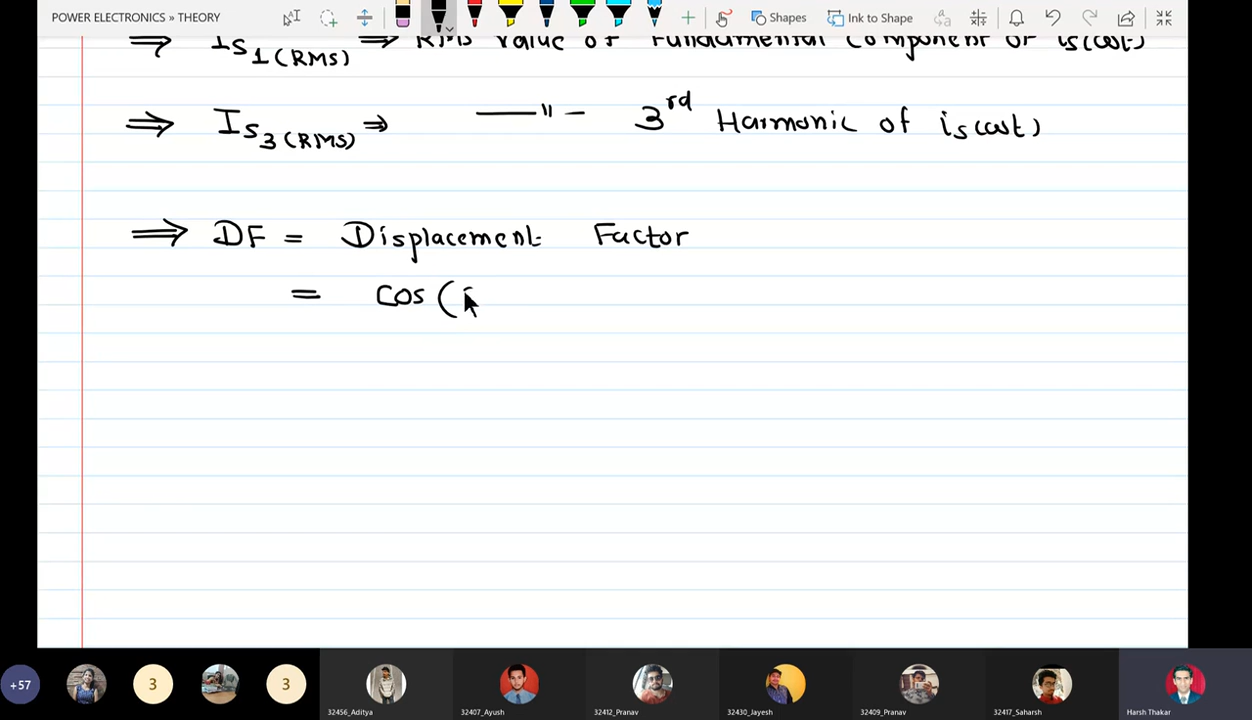 POWER ELECTRONICS » THEORY
Shapes
Ink to Shape
⇒ Is1(RMS) ⇒ RMS Value of Fundamental Component of is(ωt)
⇒ Is3(RMS) ⇒ —"— 3rd Harmonic of is(ωt)
⇒ DF = Displacement Factor
= cos (
+57
3
3
32456_Aditya
32407_Ayush
32412_Pranav
32430_Jayesh
32409_Pranav
32417_Saharsh
Harsh Thakar